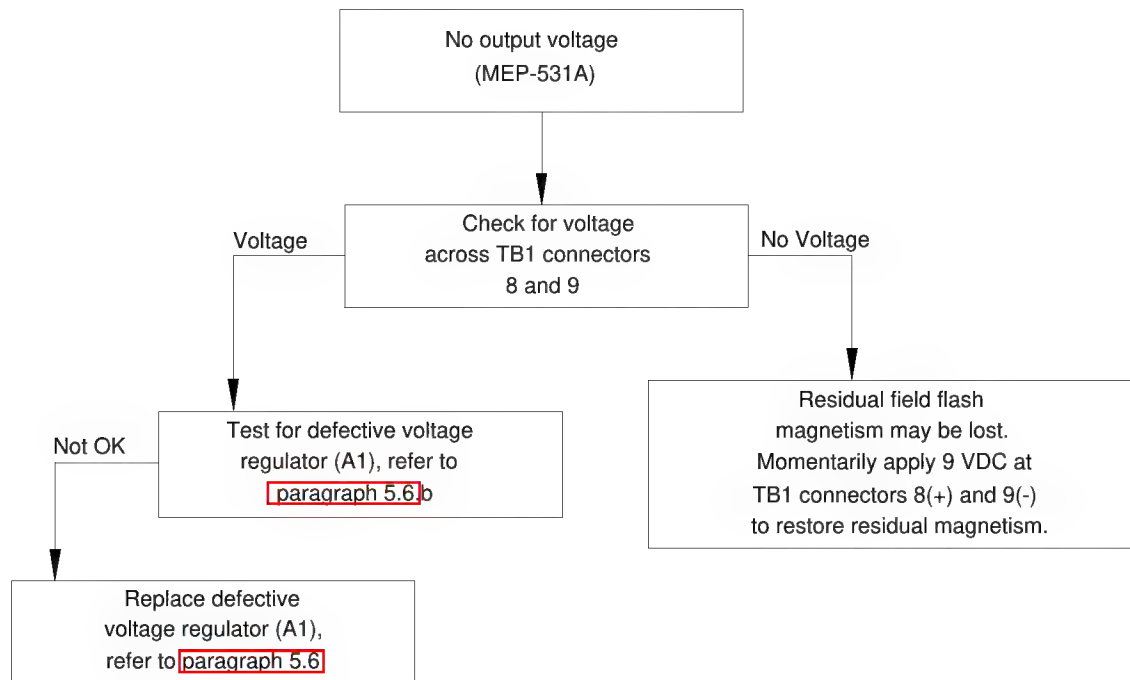 No output voltage
(MEP-531A)
Check for voltage
across TB1 connectors
8 and 9
Voltage
No Voltage
Residual field flash
magnetism may be lost.
Momentarily apply 9 VDC at
TB1 connectors 8(+) and 9(-)
to restore residual magnetism.
Test for defective voltage
regulator (A1), refer to
paragraph 5.6.b
Not OK
Replace defective
voltage regulator (A1),
refer to paragraph 5.6